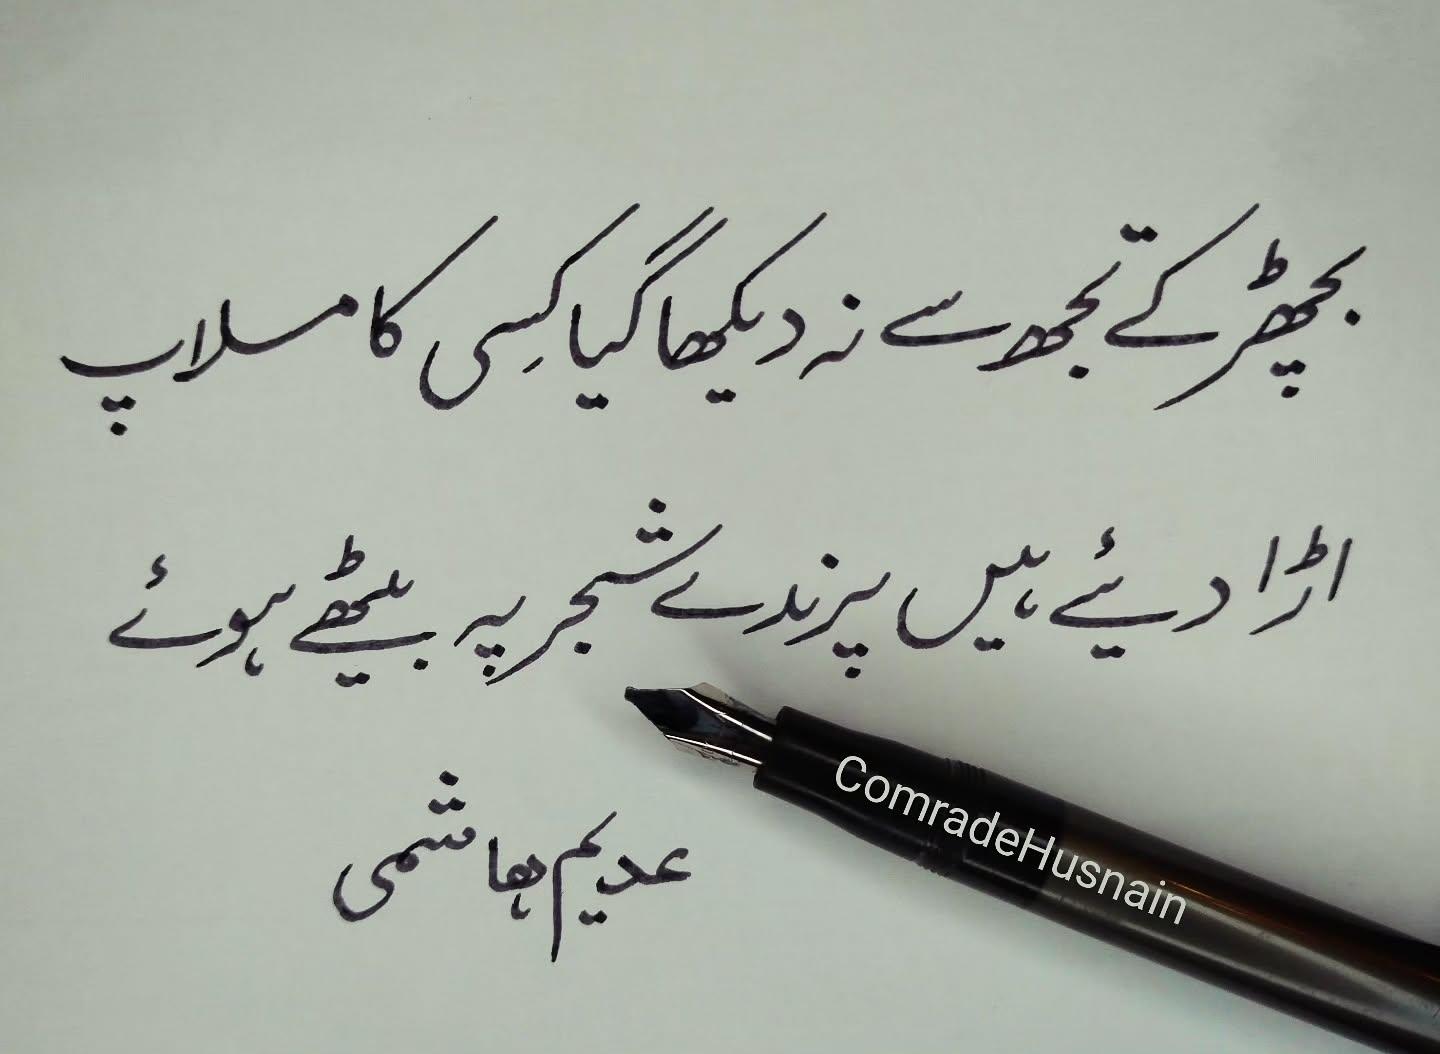 بچھڑ کے تجھ سے نہ دیکھا گیا کِسی کا ملاپ
اڑا دیئے ہیں پرندے شجر پہ بیٹھے ہوئے
عدیم ہاشمی
ComradeHusnain